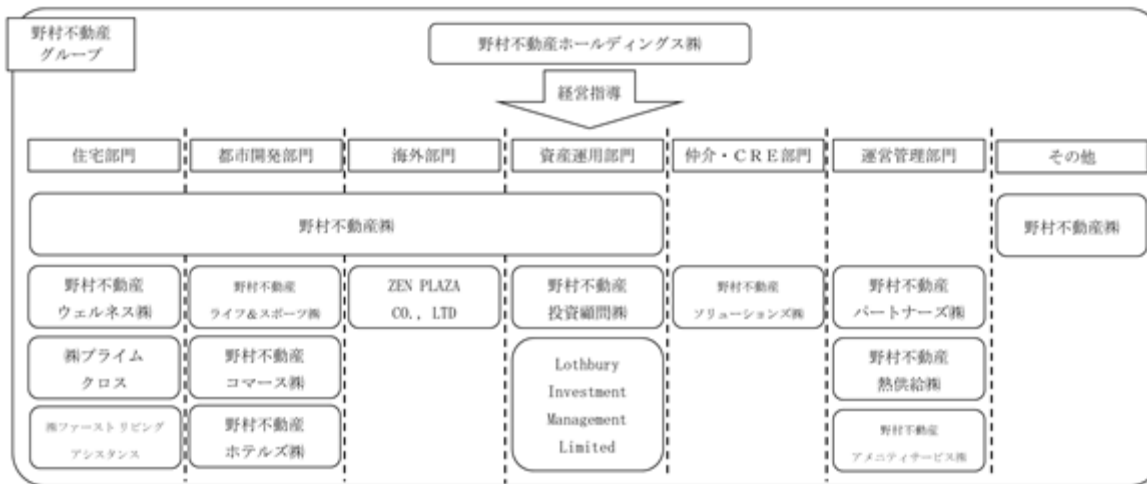 野村不動産
グループ
野村不動産ホールディングス㈱
経営指導
住宅部門
都市開発部門
海外部門
資産運用部門
仲介・CRE部門
運営管理部門
その他
野村不動産㈱
野村不動産㈱
野村不動産
ウェルネス㈱
野村不動産
ライフ&スポーツ㈱
ZEN PLAZA
CO., LTD
野村不動産
投資顧問㈱
野村不動産
ソリューションズ㈱
野村不動産
パートナーズ㈱
㈱プライム
クロス
野村不動産
コマース㈱
Lothbury
Investment
Management
Limited
野村不動産
熱供給㈱
㈱ファーストリビング
アシスタンス
野村不動産
ホテルズ㈱
野村不動産
アメニティサービス㈱